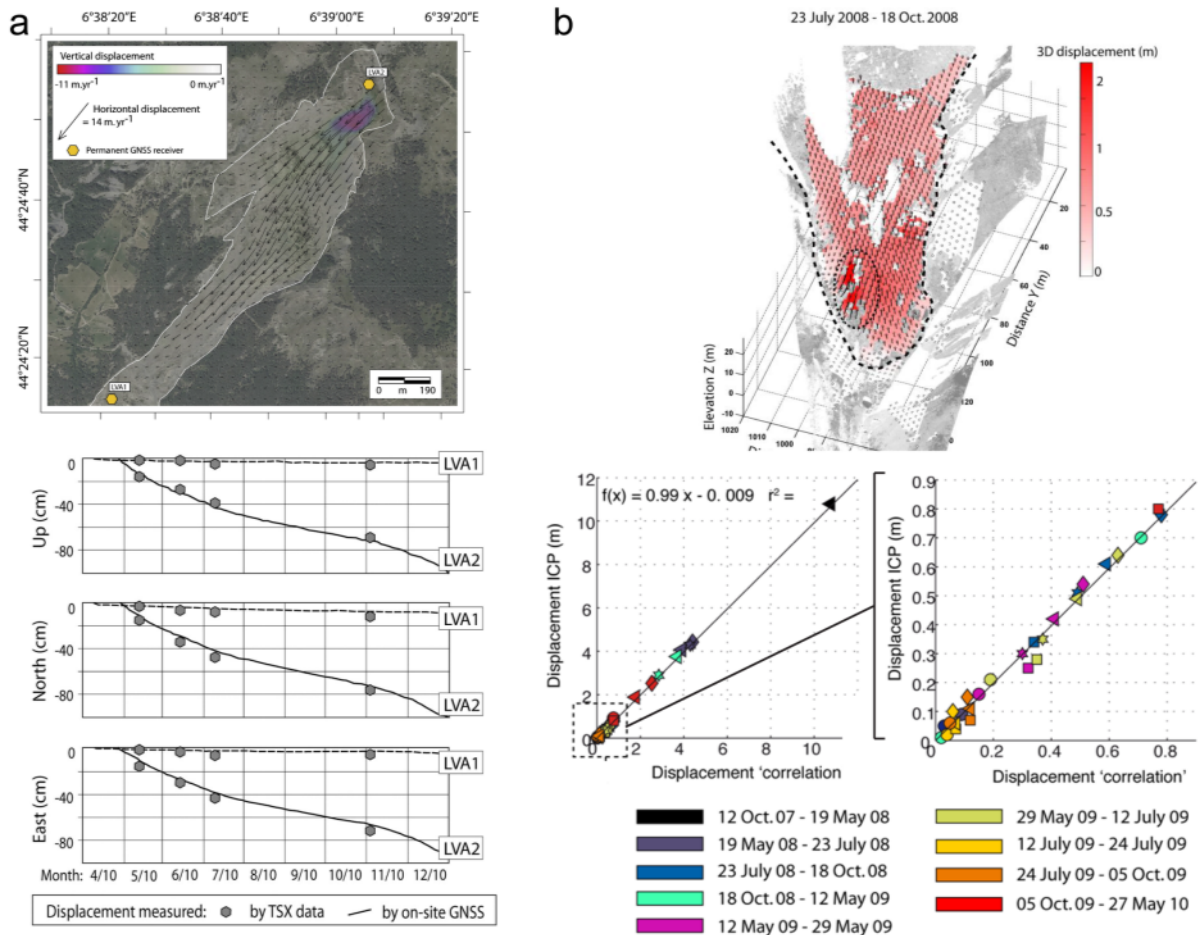 a
6°38'20"E 6°38'40"E 6°39'00"E 6°39'20"E
Vertical displacement
-11 m.yr⁻¹ 0 m.yr⁻¹
Horizontal displacement
= 14 m.yr⁻¹
Permanent GNSS receiver
LVA2
44°24'40"N
44°24'20"N
LVA1
0 m 190
Up (cm)
0
-40
-80
LVA1
LVA2
North (cm)
0
-40
-80
LVA1
LVA2
East (cm)
0
-40
-80
LVA1
LVA2
Month: 4/10 5/10 6/10 7/10 8/10 9/10 10/10 11/10 12/10
Displacement measured: by TSX data by on-site GNSS
b
23 July 2008 - 18 Oct. 2008
3D displacement (m)
2
1
0.5
0
20
40
60
80
100
120
Distance Y (m)
Elevation Z (m)
20
10
0
-10
1020
1010
1000
0
f(x) = 0.99 x - 0. 009 r² =
Displacement ICP (m)
12
10
8
6
4
2
0
0 2 4 6 8 10
Displacement 'correlation
Displacement ICP (m)
0.9
0.8
0.7
0.6
0.5
0.4
0.3
0.2
0.1
0
0.2 0.4 0.6 0.8
Displacement 'correlation'
12 Oct. 07 - 19 May 08
19 May 08 - 23 July 08
23 July 08 - 18 Oct. 08
18 Oct. 08 - 12 May 09
12 May 09 - 29 May 09
29 May 09 - 12 July 09
12 July 09 - 24 July 09
24 July 09 - 05 Oct. 09
05 Oct. 09 - 27 May 10